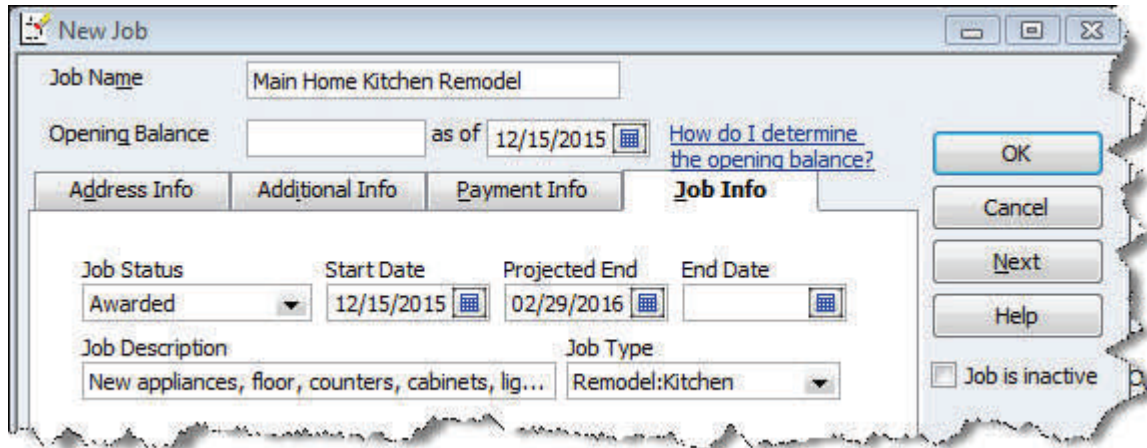 New Job
Job Name Main Home Kitchen Remodel
Opening Balance as of 12/15/2015 How do I determine
the opening balance?
OK
Address Info Additional Info Payment Info Job Info
Cancel
Job Status Start Date Projected End End Date
Next
Awarded 12/15/2015 02/29/2016
Help
Job Description Job Type
New appliances, floor, counters, cabinets, lig... Remodel:Kitchen
Job is inactive